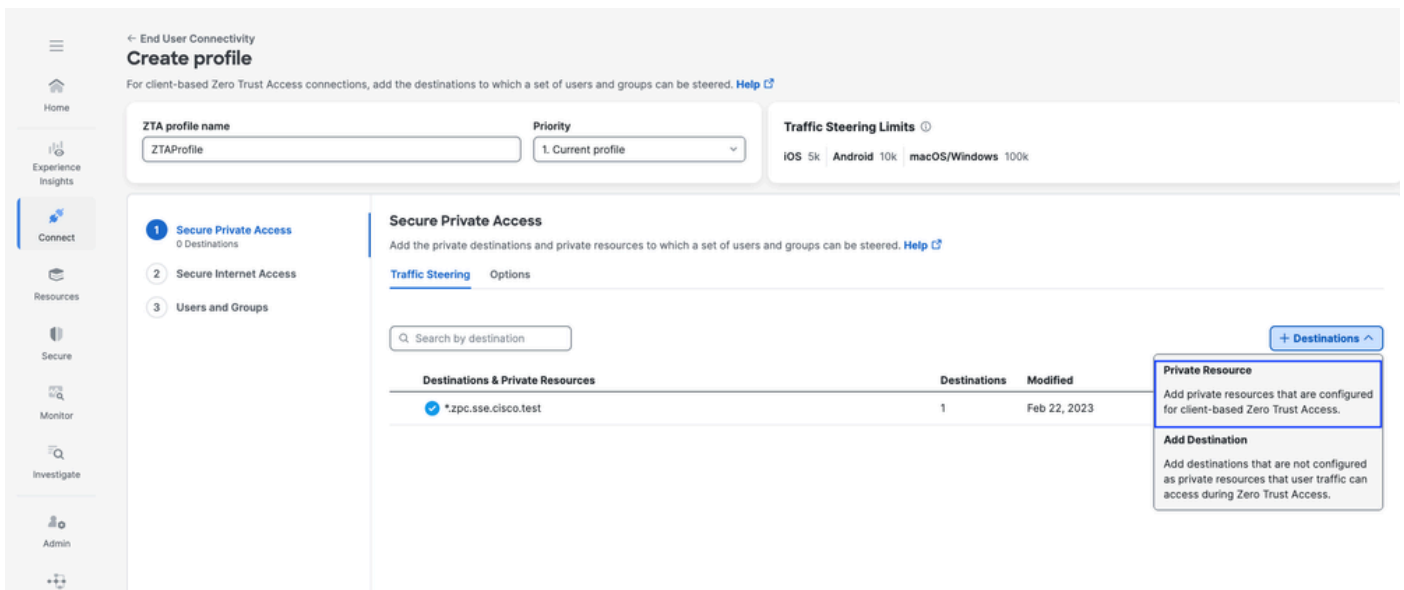 ← End User Connectivity
Create profile
For client-based Zero Trust Access connections, add the destinations to which a set of users and groups can be steered. Help
Home
Experience
Insights
Connect
Resources
Secure
Monitor
Investigate
Admin
ZTA profile name
ZTAProfile
Priority
1. Current profile
Traffic Steering Limits
iOS 5k Android 10k macOS/Windows 100k
1 Secure Private Access
0 Destinations
2 Secure Internet Access
3 Users and Groups
Secure Private Access
Add the private destinations and private resources to which a set of users and groups can be steered. Help
Traffic Steering Options
Search by destination
+ Destinations
Destinations & Private Resources Destinations Modified
*.zpc.sse.cisco.test 1 Feb 22, 2023
Private Resource
Add private resources that are configured
for client-based Zero Trust Access.
Add Destination
Add destinations that are not configured
as private resources that user traffic can
access during Zero Trust Access.